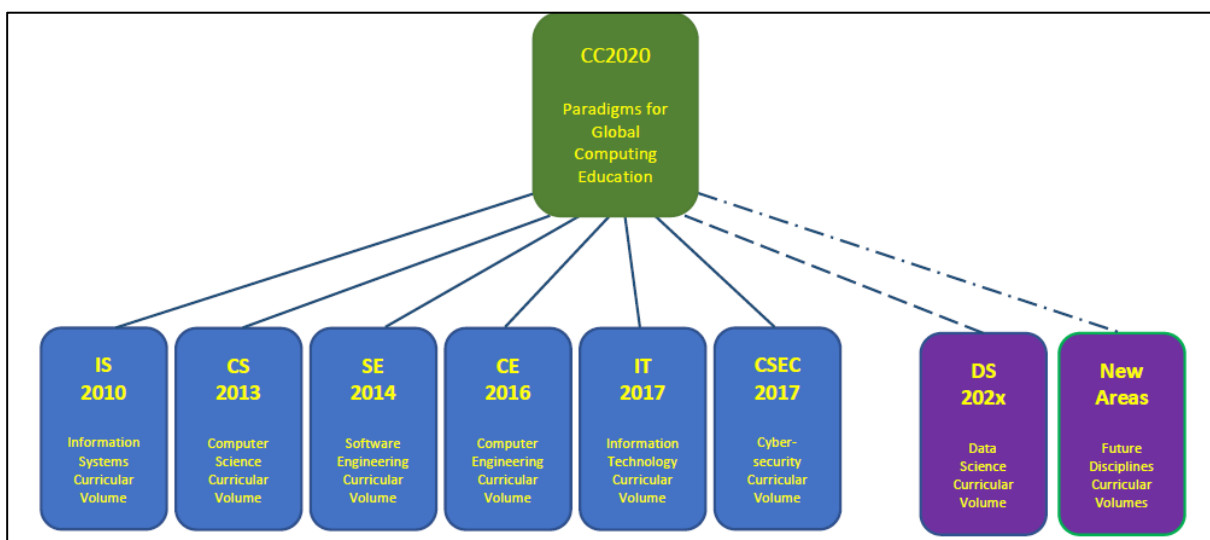 CC2020
Paradigms for
Global
Computing
Education
IS
2010
Information
Systems
Curricular
Volume
CS
2013
Computer
Science
Curricular
Volume
SE
2014
Software
Engineering
Curricular
Volume
CE
2016
Computer
Engineering
Curricular
Volume
IT
2017
Information
Technology
Curricular
Volume
CSEC
2017
Cyber-
security
Curricular
Volume
DS
202x
Data
Science
Curricular
Volume
New
Areas
Future
Disciplines
Curricular
Volumes